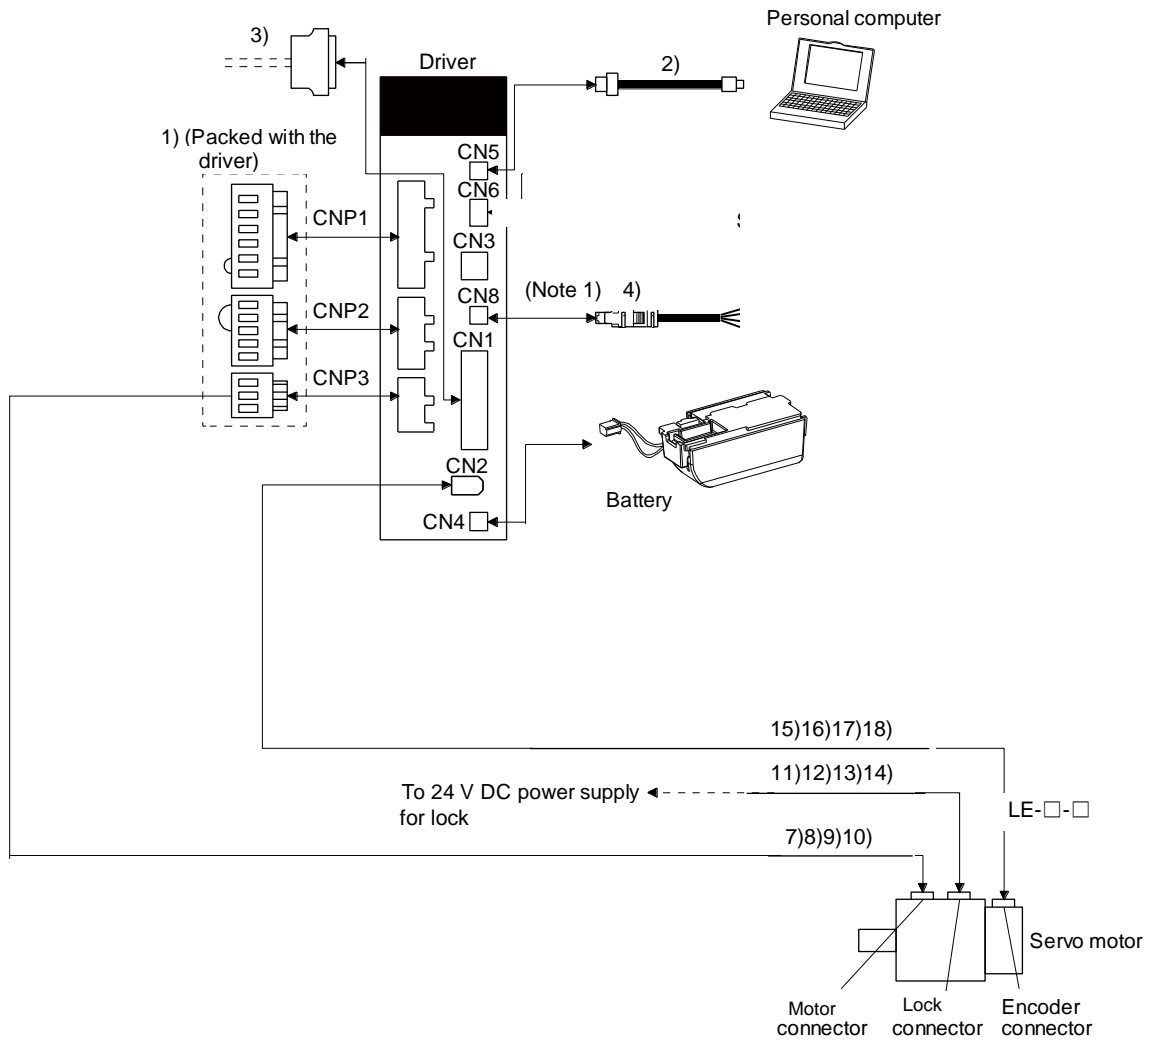 Personal computer
3)
Driver
2)
1) (Packed with the
driver)
CN5
CN6
CNP1
CN3
(Note 1) 4)
CN8
CNP2
CN1
CNP3
CN2
Battery
CN4
15)16)17)18)
11)12)13)14)
To 24 V DC power supply
for lock
LE-□-□
7)8)9)10)
Servo motor
Motor
connector
Lock
connector
Encoder
connector